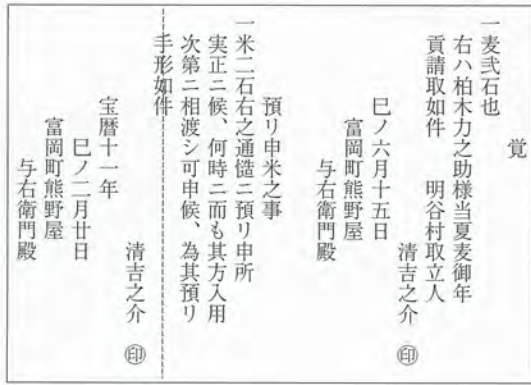 覚
一麦弐石也
右ハ柏木力之助様当夏麦御年
貢請取如件　明谷村取立人
清吉之介 ㊞
巳ノ六月十五日
富岡町熊野屋
与右衛門殿
預リ申米之事
一米二石右之通慥ニ預リ申所
実正ニ候、何時ニ而も其方入用
次第ニ相渡シ可申候、為其預リ
手形如件
清吉之介 ㊞
宝暦十一年
巳ノ二月廿日
富岡町熊野屋
与右衛門殿